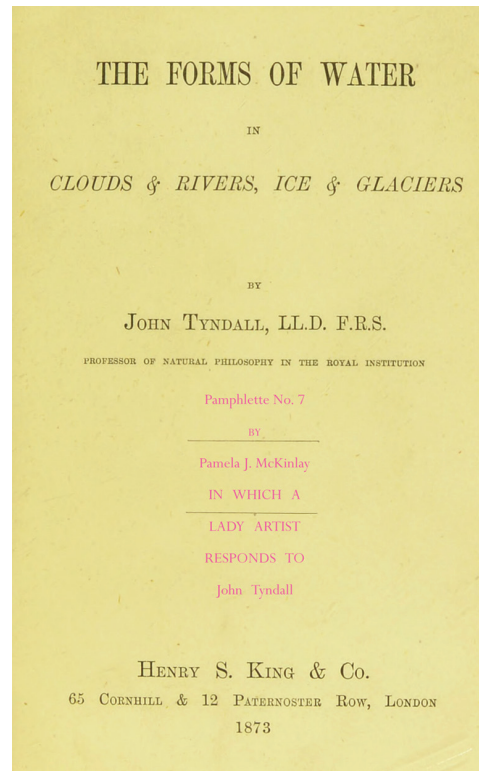 THE FORMS OF WATER
IN
CLOUDS & RIVERS, ICE & GLACIERS
BY
JOHN TYNDALL, LL.D. F.R.S.
PROFESSOR OF NATURAL PHILOSOPHY IN THE ROYAL INSTITUTION
Pamphlette No. 7
BY
Pamela J. McKinlay
IN WHICH A
LADY ARTIST
RESPONDS TO
John Tyndall
HENRY S. KING & CO.
65 CORNHILL & 12 PATERNOSTER ROW, LONDON
1873